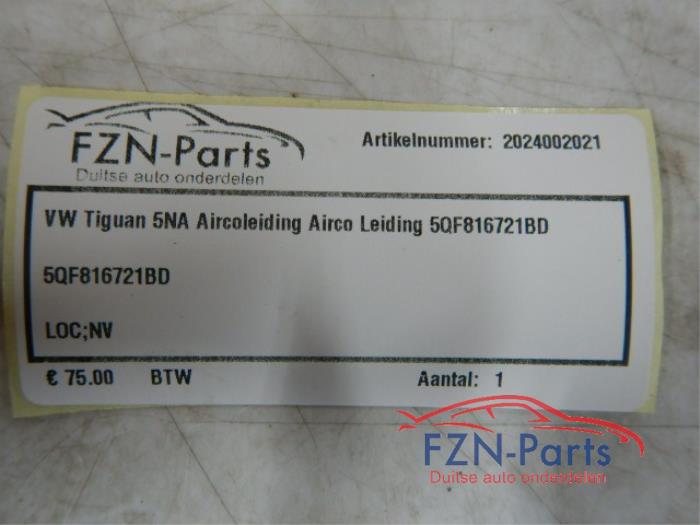 FZN-Parts
Duitse auto onderdelen
Artikelnummer: 2024002021
VW Tiguan 5NA Aircoleiding Airco Leiding 5QF816721BD
5QF816721BD
LOC;NV
€ 75.00 BTW Aantal: 1
FZN-Parts
Duitse auto onderdelen